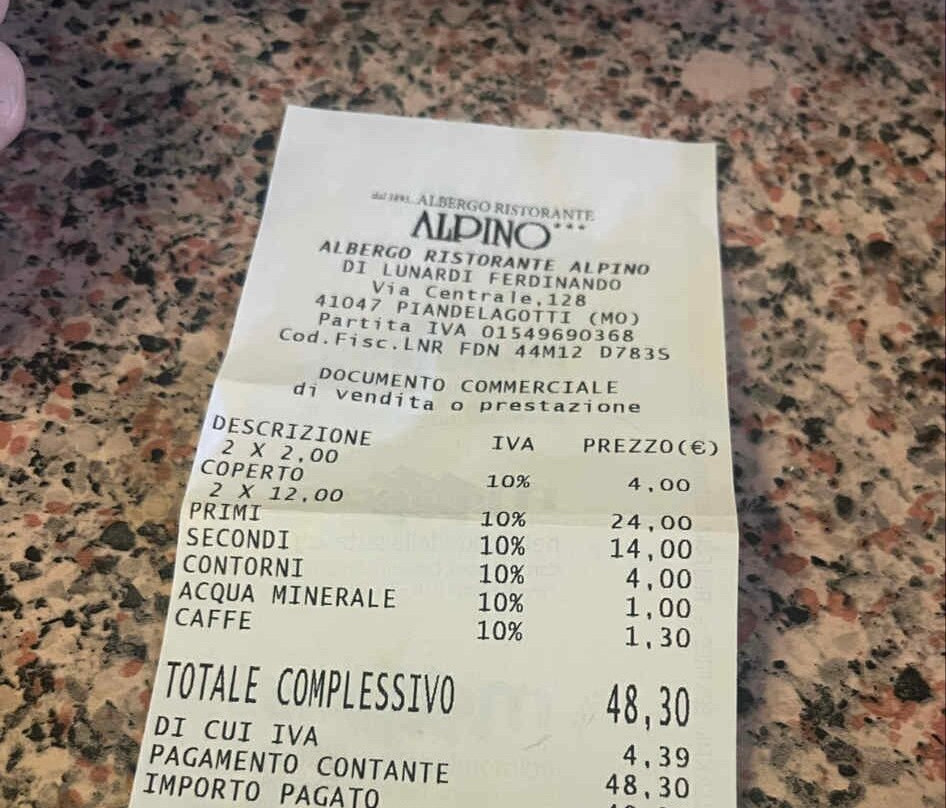 dal 1891... ALBERGO RISTORANTE
ALPINO***
ALBERGO RISTORANTE ALPINO
DI LUNARDI FERDINANDO
Via Centrale,128
41047 PIANDELAGOTTI (MO)
Partita IVA 01549690368
Cod.Fisc.LNR FDN 44M12 D783S
DOCUMENTO COMMERCIALE
di vendita o prestazione
DESCRIZIONE IVA PREZZO(€)
2 X 2,00
COPERTO 10% 4,00
2 X 12,00
PRIMI 10% 24,00
SECONDI 10% 14,00
CONTORNI 10% 4,00
ACQUA MINERALE 10% 1,00
CAFFE 10% 1,30
TOTALE COMPLESSIVO 48,30
DI CUI IVA 4,39
PAGAMENTO CONTANTE 48,30
IMPORTO PAGATO